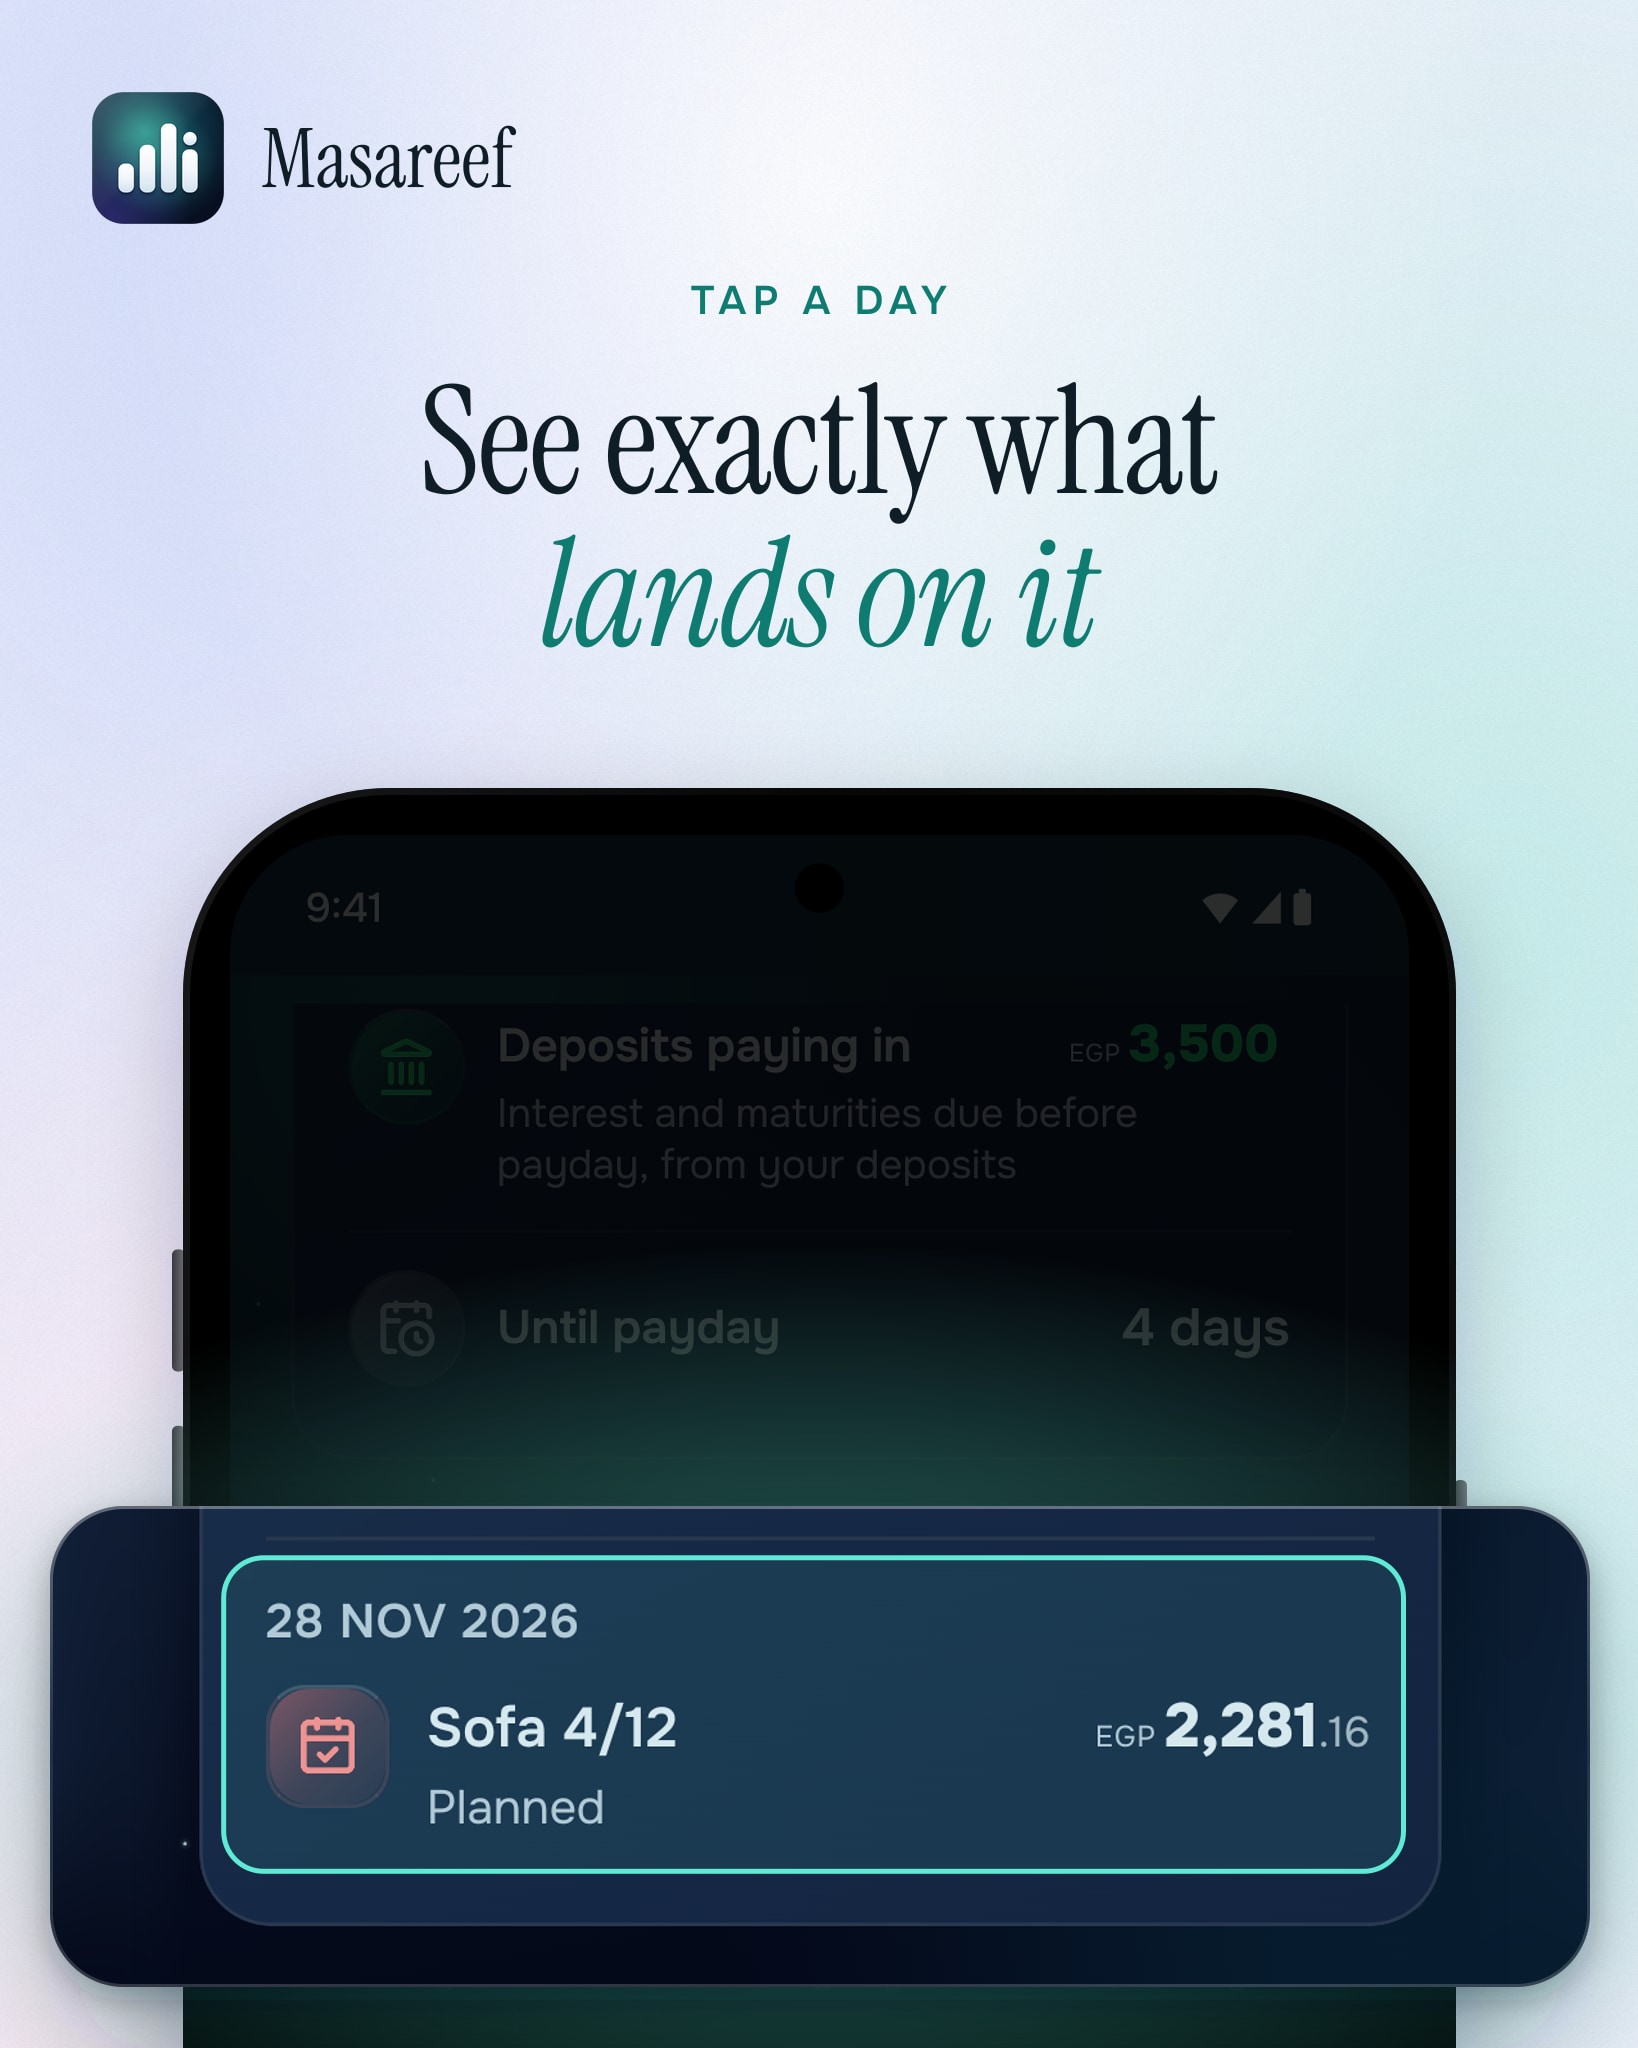 Masareef
TAP A DAY
See exactly what
lands on it
9:41
Deposits paying in EGP 3,500
Interest and maturities due before
payday, from your deposits
Until payday 4 days
28 NOV 2026
Sofa 4/12 EGP 2,281.16
Planned